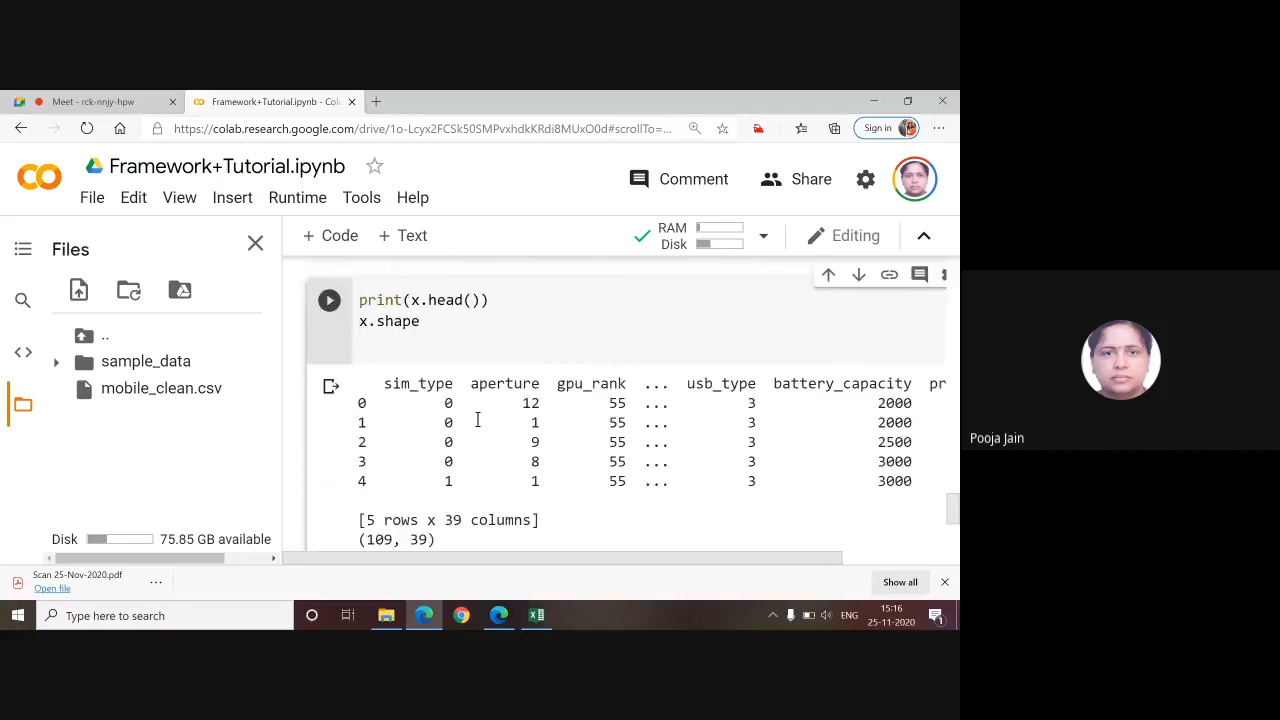 Meet - rck-nnjy-hpw
Framework+Tutorial.ipynb - Col
https://colab.research.google.com/drive/1o-Lcyx2FCSk50SMPvxhdkKRdi8MUxO0d#scrollTo=...
Sign in
Framework+Tutorial.ipynb
Comment
Share
File Edit View Insert Runtime Tools Help
Files
+ Code + Text
RAM
Disk
Editing
..
sample_data
mobile_clean.csv
print(x.head())
x.shape
sim_type aperture gpu_rank ... usb_type battery_capacity pr
0 0 12 55 ... 3 2000
1 0 1 55 ... 3 2000
2 0 9 55 ... 3 2500
3 0 8 55 ... 3 3000
4 1 1 55 ... 3 3000
[5 rows x 39 columns]
(109, 39)
Disk 75.85 GB available
Scan 25-Nov-2020.pdf
Open file
Show all
Type here to search
ENG
15:16
25-11-2020
1
Pooja Jain